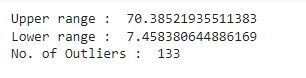 Upper range :  70.38521935511383
Lower range :  7.458380644886169
No. of Outliers :  133